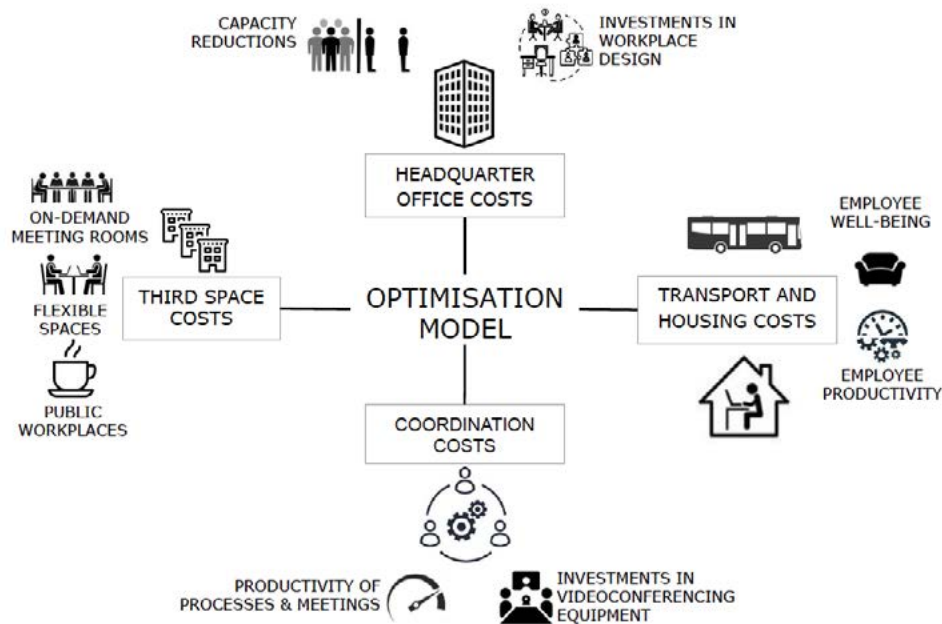 CAPACITY
REDUCTIONS
INVESTMENTS IN
WORKPLACE
DESIGN
HEADQUARTER
OFFICE COSTS
ON-DEMAND
MEETING ROOMS
FLEXIBLE
SPACES
PUBLIC
WORKPLACES
THIRD SPACE
COSTS
OPTIMISATION
MODEL
TRANSPORT AND
HOUSING COSTS
EMPLOYEE
WELL-BEING
EMPLOYEE
PRODUCTIVITY
COORDINATION
COSTS
PRODUCTIVITY OF
PROCESSES & MEETINGS
INVESTMENTS IN
VIDEOCONFERENCING
EQUIPMENT